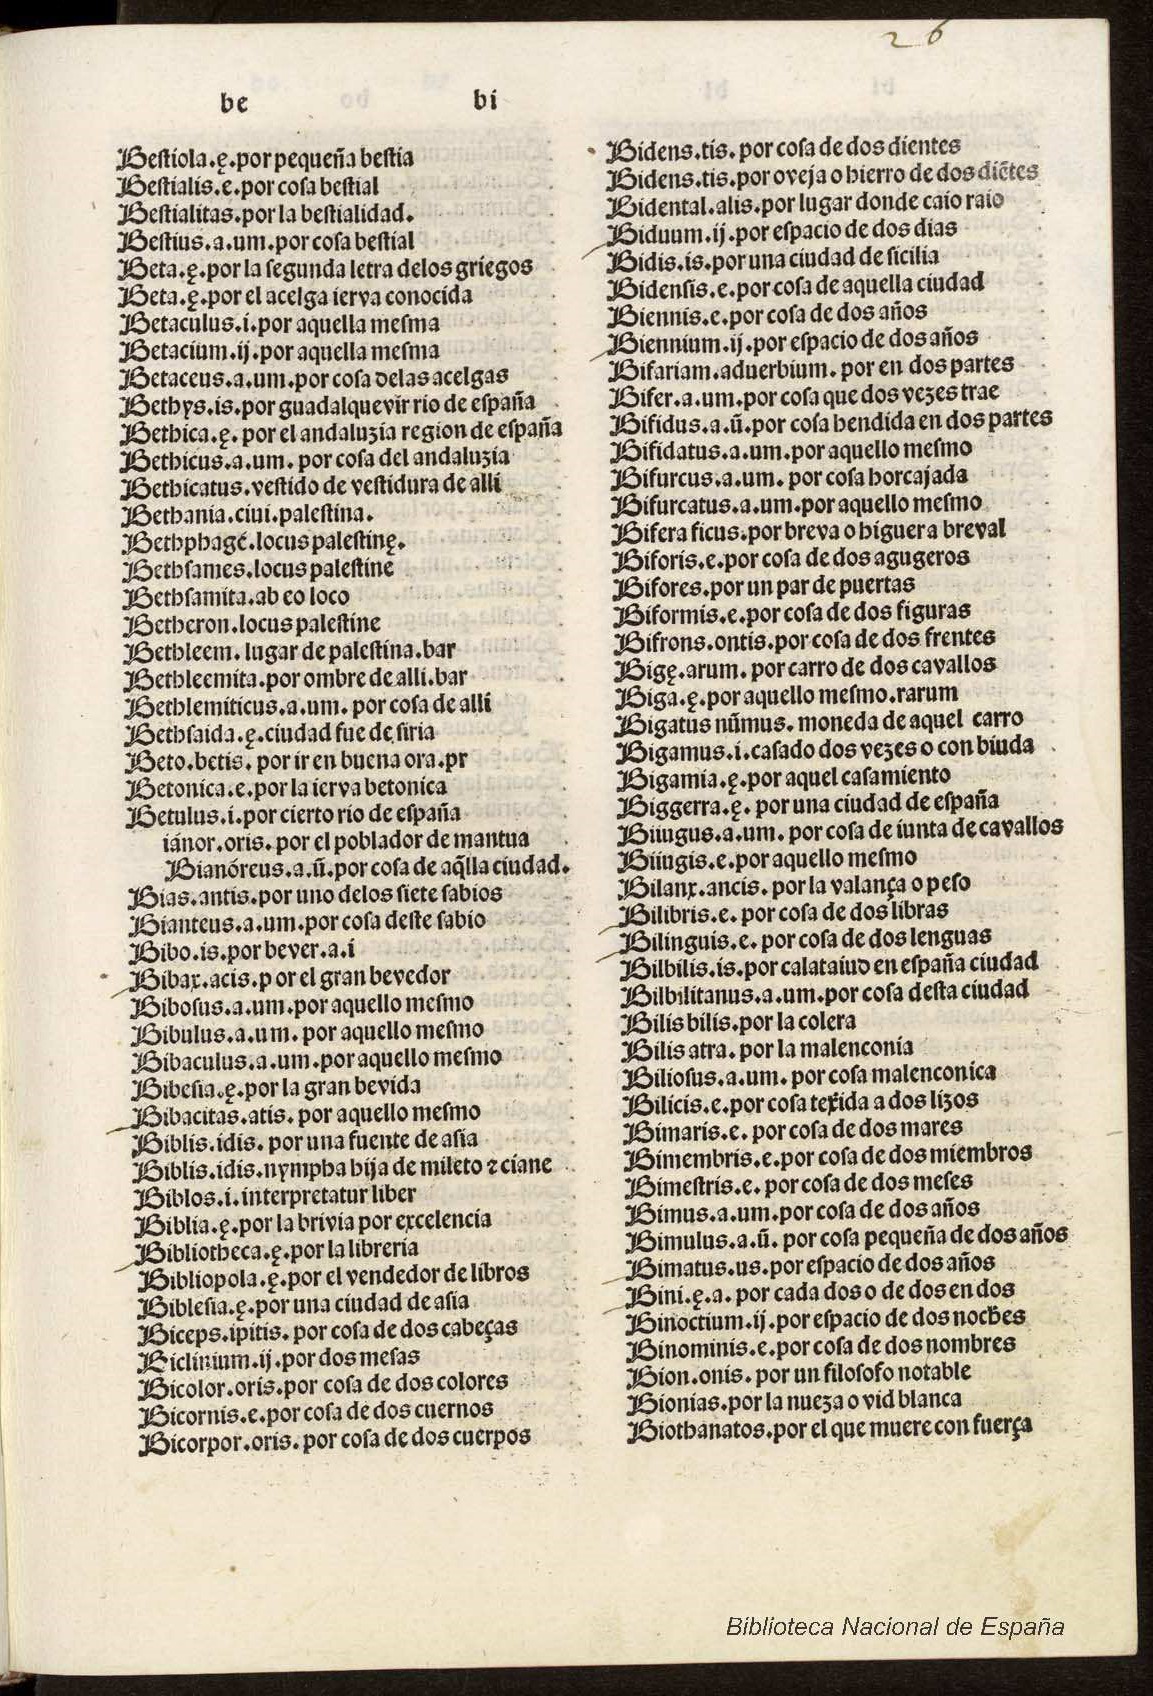 26
be bi
Bestiola.ę.por pequeña bestia
Bestialis.e.por cosa bestial
Bestialitas.por la bestialidad.
Bestius.a.um.por cosa bestial
Beta.ę.por la segunda letra delos griegos
Beta.ę.por el acelga ierva conocida
Betaculus.i.por aquella mesma
Betacium.ij.por aquella mesma
Betaceus.a.um.por cosa delas acelgas
Bethys.is.por guadalquevir rio de españa
Bethica.ę. por el andaluzia region de españa
Bethicus.a.um. por cosa del andaluzia
Bethicatus.vestido de vestidura de alli
Bethania.ciui.palestina.
Bethphagé.locus palestinę.
Bethsames.locus palestine
Bethsamita.ab eo loco
Betheron.locus palestine
Bethleem. lugar de palestina.bar
Bethleemita.por ombre de alli.bar
Bethlemiticus.a.um. por cosa de alli
Bethsaida.ę.ciudad fue de siria
Beto.betis. por ir en buena ora.pr
Betonica.e.por la ierva betonica
Betulus.i.por cierto rio de españa
iánor.oris. por el poblador de mantua
Bianóreus.a.ū.por cosa de aq̃lla ciudad.
Bias.antis.por uno delos siete sabios
Bianteus.a.um.por cosa deste sabio
Bibo.is.por bever.a.i
Bibax.acis.por el gran bevedor
Bibosus.a.um.por aquello mesmo
Bibulus.a.um. por aquello mesmo
Bibaculus.a.um.por aquello mesmo
Bibesia.ę.por la gran bevida
Bibacitas.atis. por aquello mesmo
Biblis.idis. por una fuente de asia
Biblis.idis.nympha hija de mileto ⁊ ciane
Biblos.i.interpretatur liber
Biblia.ę.por la brivia por excelencia
Bibliotheca.ę.por la libreria
Bibliopola.ę.por el vendedor de libros
Biblesia.ę.por una ciudad de asia
Biceps.ipitis. por cosa de dos cabeças
Biclinium.ij.por dos mesas
Bicolor.oris.por cosa de dos colores
Bicornis.e.por cosa de dos cuernos
Bicorpor.oris. por cosa de dos cuerpos
Bidens.tis. por cosa de dos dientes
Bidens.tis.por oveja o hierro de dos diētes
Bidental.alis.por lugar donde caio raio
Biduum.ij.por espacio de dos dias
Bidis.is.por una ciudad de sicilia
Bidensis.e.por cosa de aquella ciudad
Biennis.e.por cosa de dos años
Biennium.ij.por espacio de dos años
Bifariam.aduerbium. por en dos partes
Bifer.a.um.por cosa que dos vezes trae
Bifidus.a.ū.por cosa hendida en dos partes
Bifidatus.a.um.por aquello mesmo
Bifurcus.a.um. por cosa horcajada
Bifurcatus.a.um.por aquello mesmo
Bifera ficus.por breva o higuera breval
Biforis.e.por cosa de dos agugeros
Bifores.por un par de puertas
Biformis.e.por cosa de dos figuras
Bifrons.ontis.por cosa de dos frentes
Bigę.arum. por carro de dos cavallos
Biga.ę.por aquello mesmo.rarum
Bigatus nūmus. moneda de aquel carro
Bigamus.i.casado dos vezes o con biuda
Bigamia.ę.por aquel casamiento
Biggerra.ę. por una ciudad de españa
Biiugus.a.um. por cosa de iunta de cavallos
Biiugis.e.por aquello mesmo
Bilanx.ancis. por la valança o peso
Bilibris.e. por cosa de dos libras
Bilinguis.e. por cosa de dos lenguas
Bilbilis.is.por calataiud en españa ciudad
Bilbilitanus.a.um.por cosa desta ciudad
Bilis bilis.por la colera
Bilis atra. por la malenconia
Biliosus.a.um. por cosa malenconica
Bilicis.e.por cosa texida a dos lizos
Bimaris.e. por cosa de dos mares
Bimembris.e.por cosa de dos miembros
Bimestris.e. por cosa de dos meses
Bimus.a.um.por cosa de dos años
Bimulus.a.ū. por cosa pequeña de dos años
Bimatus.us.por espacio de dos años
Bini.ę.a. por cada dos o de dos en dos
Binoctium.ij.por espacio de dos noches
Binominis.e.por cosa de dos nombres
Bion.onis. por un filosofo notable
Bionias.por la nueza o vid blanca
Biothanatos.por el que muere con fuerça
Biblioteca Nacional de España